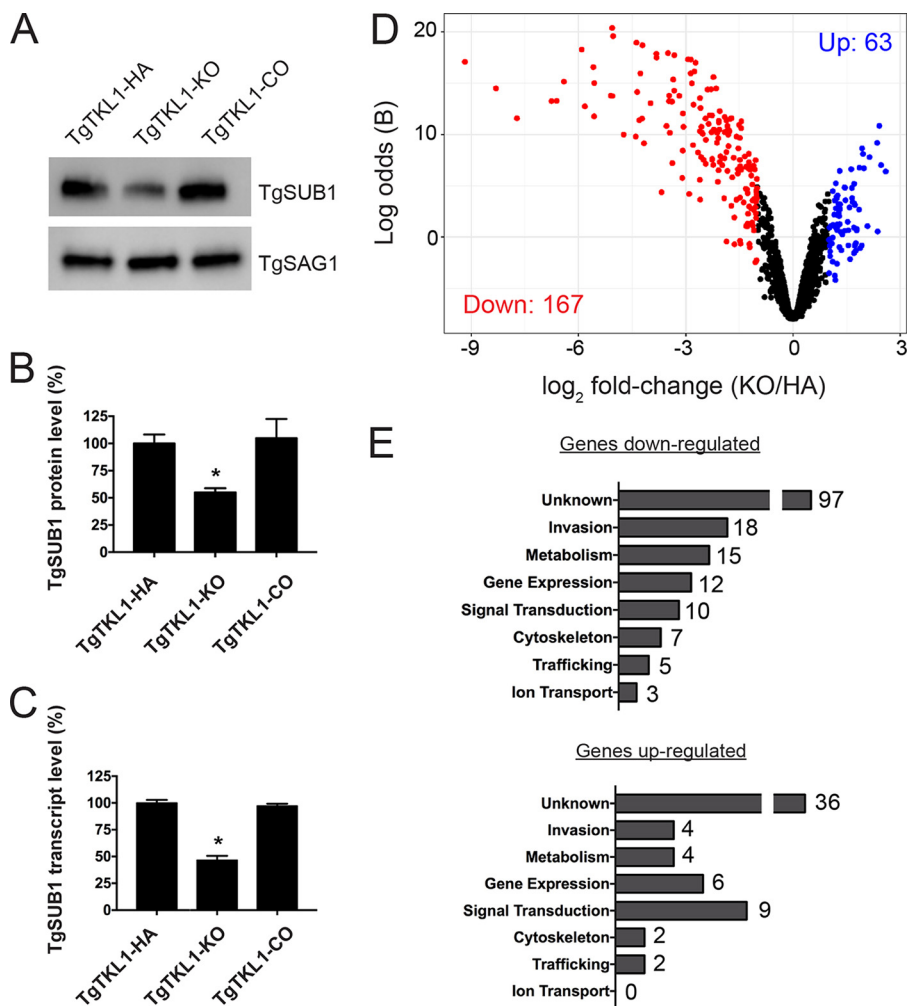 A
TgTKL1-HA
TgTKL1-KO
TgTKL1-CO
TgSUB1
TgSAG1
B
TgSUB1 protein level (%)
125
100
75
50
25
0
TgTKL1-HA
TgTKL1-KO
TgTKL1-CO
*
C
TgSUB1 transcript level (%)
125
100
75
50
25
0
TgTKL1-HA
TgTKL1-KO
TgTKL1-CO
*
D
Log odds (B)
20
10
0
Up: 63
Down: 167
-9 -6 -3 0 3
log2 fold-change (KO/HA)
E
Genes down-regulated
Unknown 97
Invasion 18
Metabolism 15
Gene Expression 12
Signal Transduction 10
Cytoskeleton 7
Trafficking 5
Ion Transport 3
Genes up-regulated
Unknown 36
Invasion 4
Metabolism 4
Gene Expression 6
Signal Transduction 9
Cytoskeleton 2
Trafficking 2
Ion Transport 0